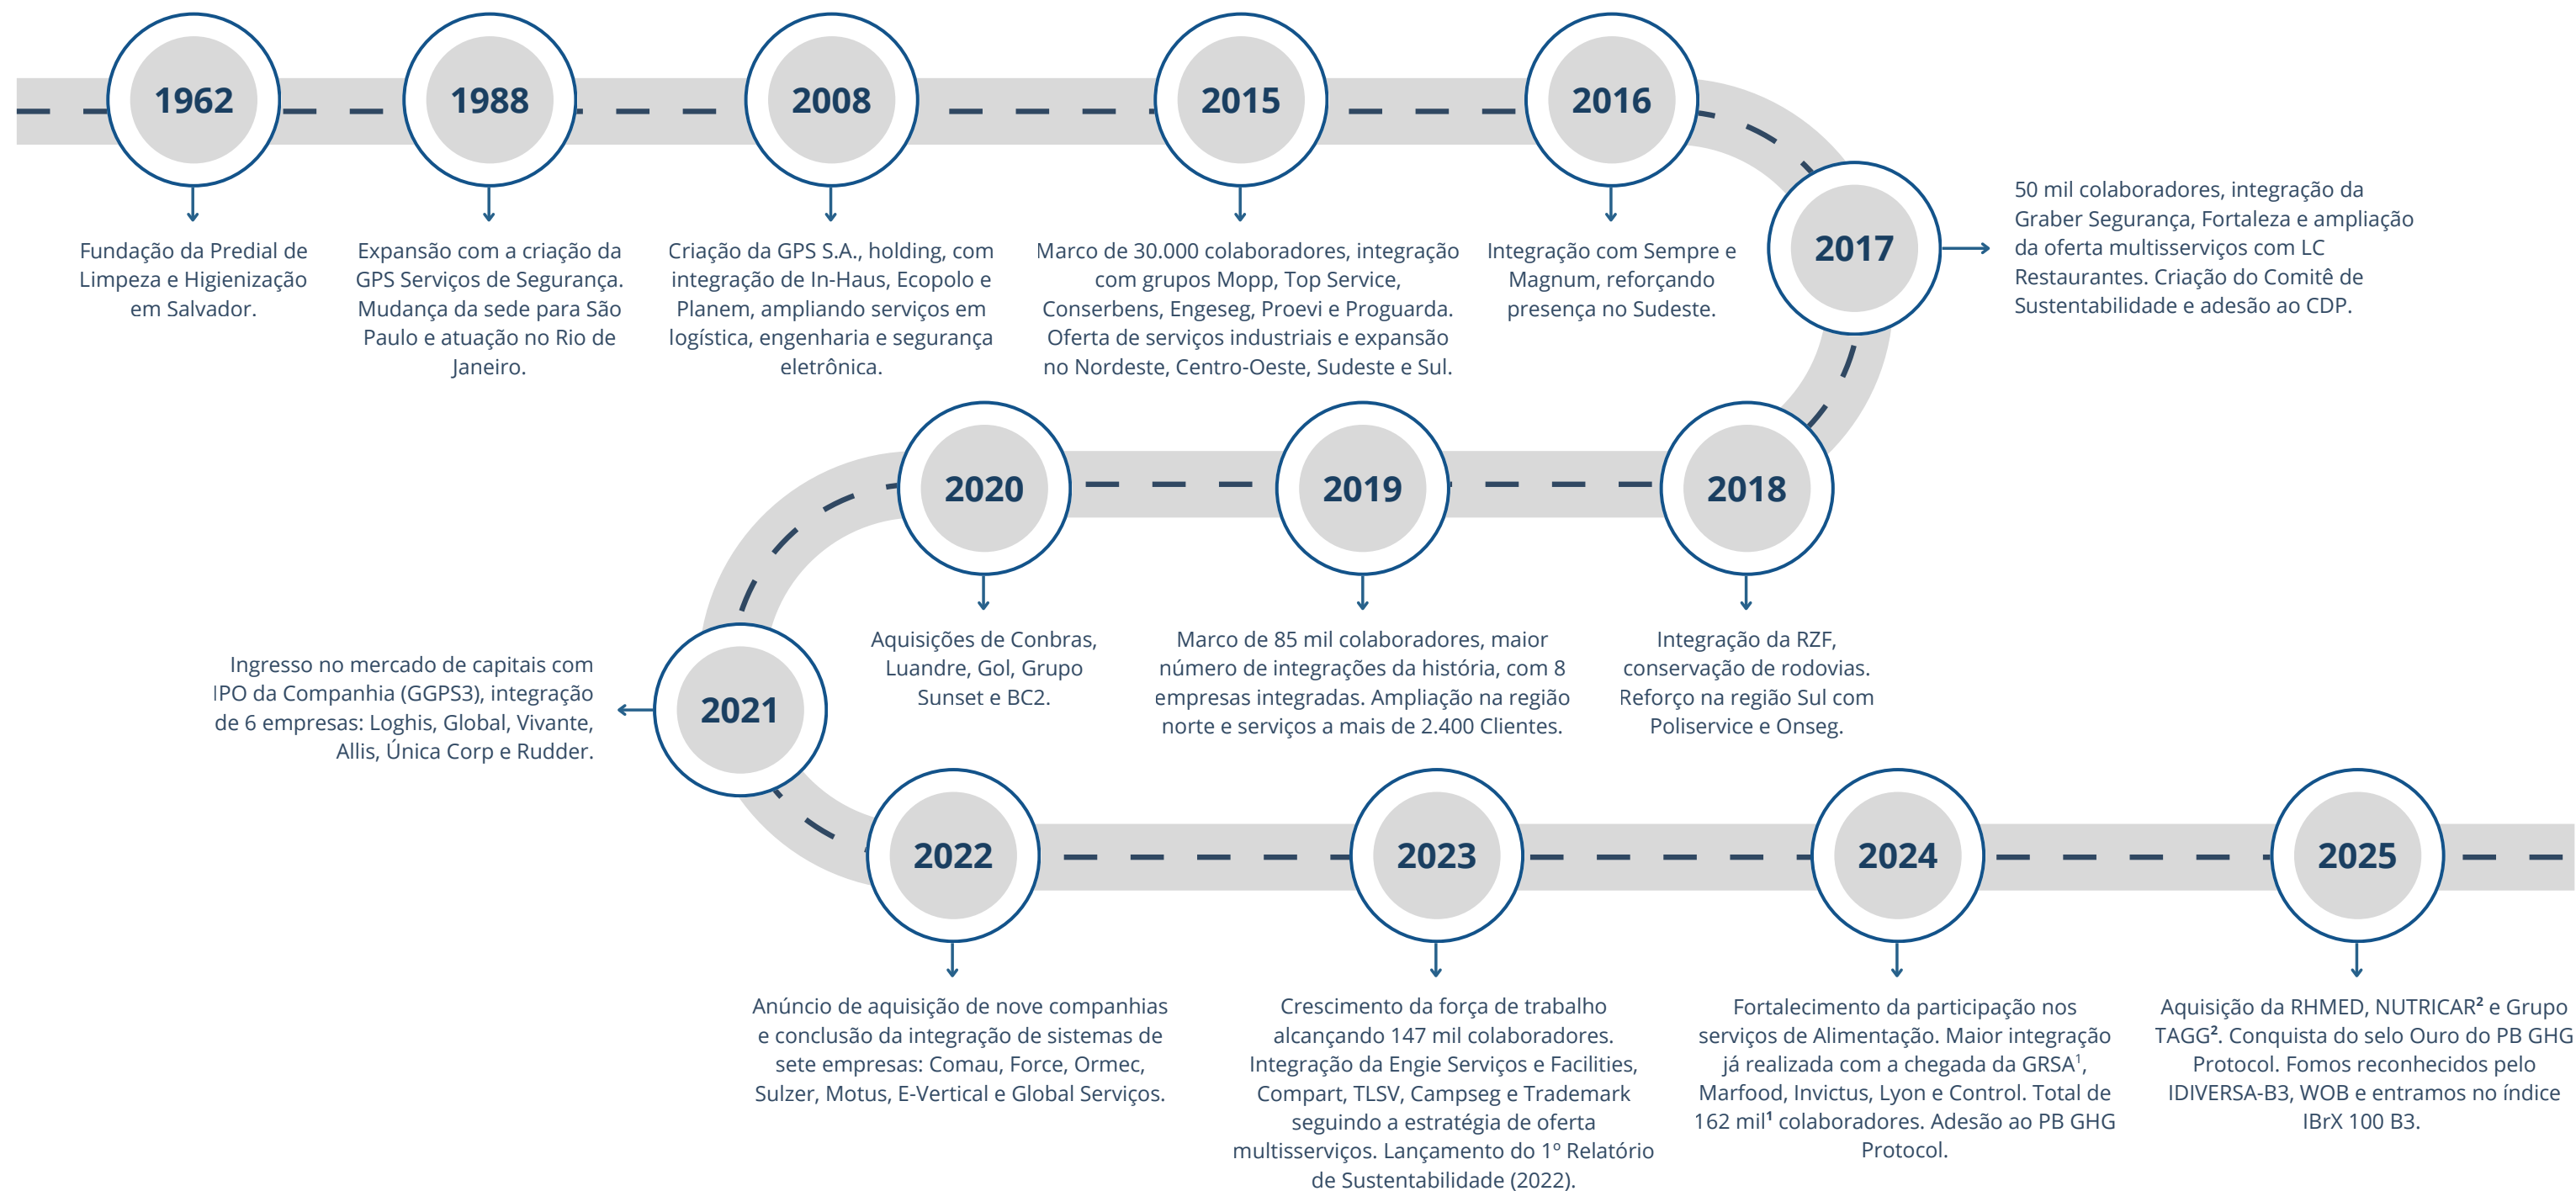 1962
Fundação da Predial de
Limpeza e Higienização
em Salvador.
1988
Expansão com a criação da
GPS Serviços de Segurança.
Mudança da sede para São
Paulo e atuação no Rio de
Janeiro.
2008
Criação da GPS S.A., holding, com
integração de In-Haus, Ecopolo e
Planem, ampliando serviços em
logística, engenharia e segurança
eletrônica.
2015
Marco de 30.000 colaboradores, integração
com grupos Mopp, Top Service,
Conserbens, Engeseg, Proevi e Proguarda.
Oferta de serviços industriais e expansão
no Nordeste, Centro-Oeste, Sudeste e Sul.
2016
Integração com Sempre e
Magnum, reforçando
presença no Sudeste.
2017
50 mil colaboradores, integração da
Graber Segurança, Fortaleza e ampliação
da oferta multisserviços com LC
Restaurantes. Criação do Comitê de
Sustentabilidade e adesão ao CDP.
2018
Integração da RZF,
conservação de rodovias.
Reforço na região Sul com
Poliservice e Onseg.
2019
Marco de 85 mil colaboradores, maior
número de integrações da história, com 8
empresas integradas. Ampliação na região
norte e serviços a mais de 2.400 Clientes.
2020
Aquisições de Conbras,
Luandre, Gol, Grupo
Sunset e BC2.
2021
Ingresso no mercado de capitais com
IPO da Companhia (GGPS3), integração
de 6 empresas: Loghis, Global, Vivante,
Allis, Única Corp e Rudder.
2022
Anúncio de aquisição de nove companhias
e conclusão da integração de sistemas de
sete empresas: Comau, Force, Ormec,
Sulzer, Motus, E-Vertical e Global Serviços.
2023
Crescimento da força de trabalho
alcançando 147 mil colaboradores.
Integração da Engie Serviços e Facilities,
Compart, TLSV, Campseg e Trademark
seguindo a estratégia de oferta
multisserviços. Lançamento do 1º Relatório
de Sustentabilidade (2022).
2024
Fortalecimento da participação nos
serviços de Alimentação. Maior integração
já realizada com a chegada da GRSA¹,
Marfood, Invictus, Lyon e Control. Total de
162 mil¹ colaboradores. Adesão ao PB GHG
Protocol.
2025
Aquisição da RHMED, NUTRICAR² e Grupo
TAGG². Conquista do selo Ouro do PB GHG
Protocol. Fomos reconhecidos pelo
IDIVERSA-B3, WOB e entramos no índice
IBrX 100 B3.